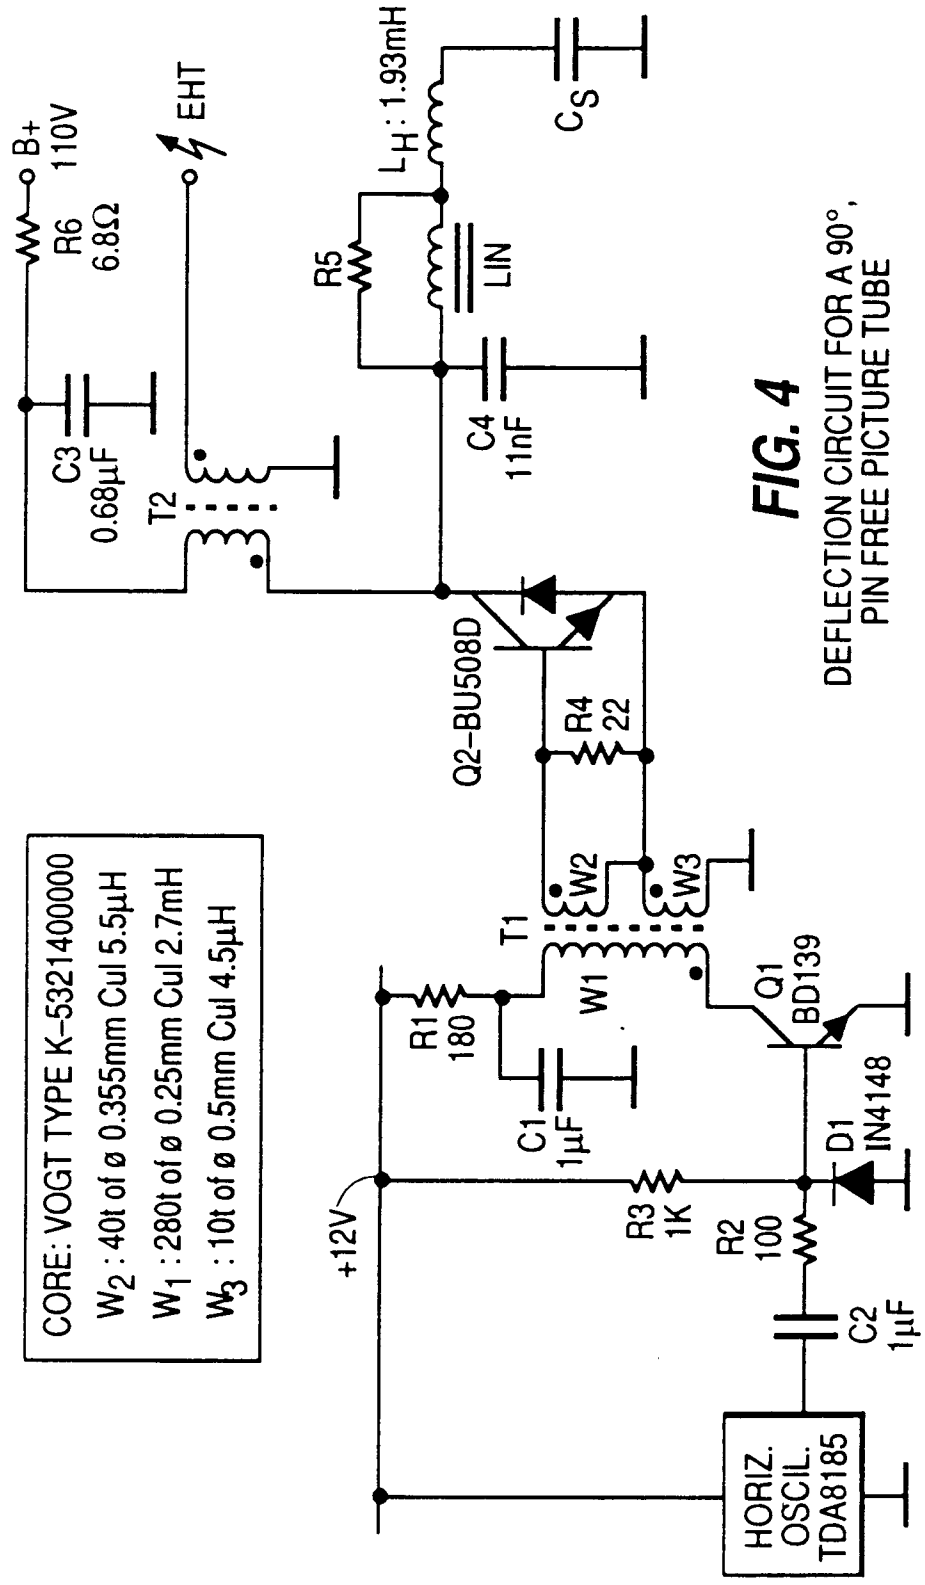 CORE: VOGT TYPE K–532140000
W2 : 40t of ø 0.355mm Cul 5.5µH
W1 : 280t of ø 0.25mm Cul 2.7mH
W3 : 10t of ø 0.5mm Cul 4.5µH
+12V
HORIZ.
OSCIL.
TDA8185
C2
1µF
R2
100
R3
1K
D1
IN4148
C1
1µF
R1
180
Q1
BD139
T1
W1
W2
W3
R4
22
Q2–BU508D
T2
C3
0.68µF
R6
6.8Ω
B+
110V
EHT
C4
11nF
R5
LIN
LH : 1.93mH
CS
FIG. 4
DEFLECTION CIRCUIT FOR A 90°,
PIN FREE PICTURE TUBE